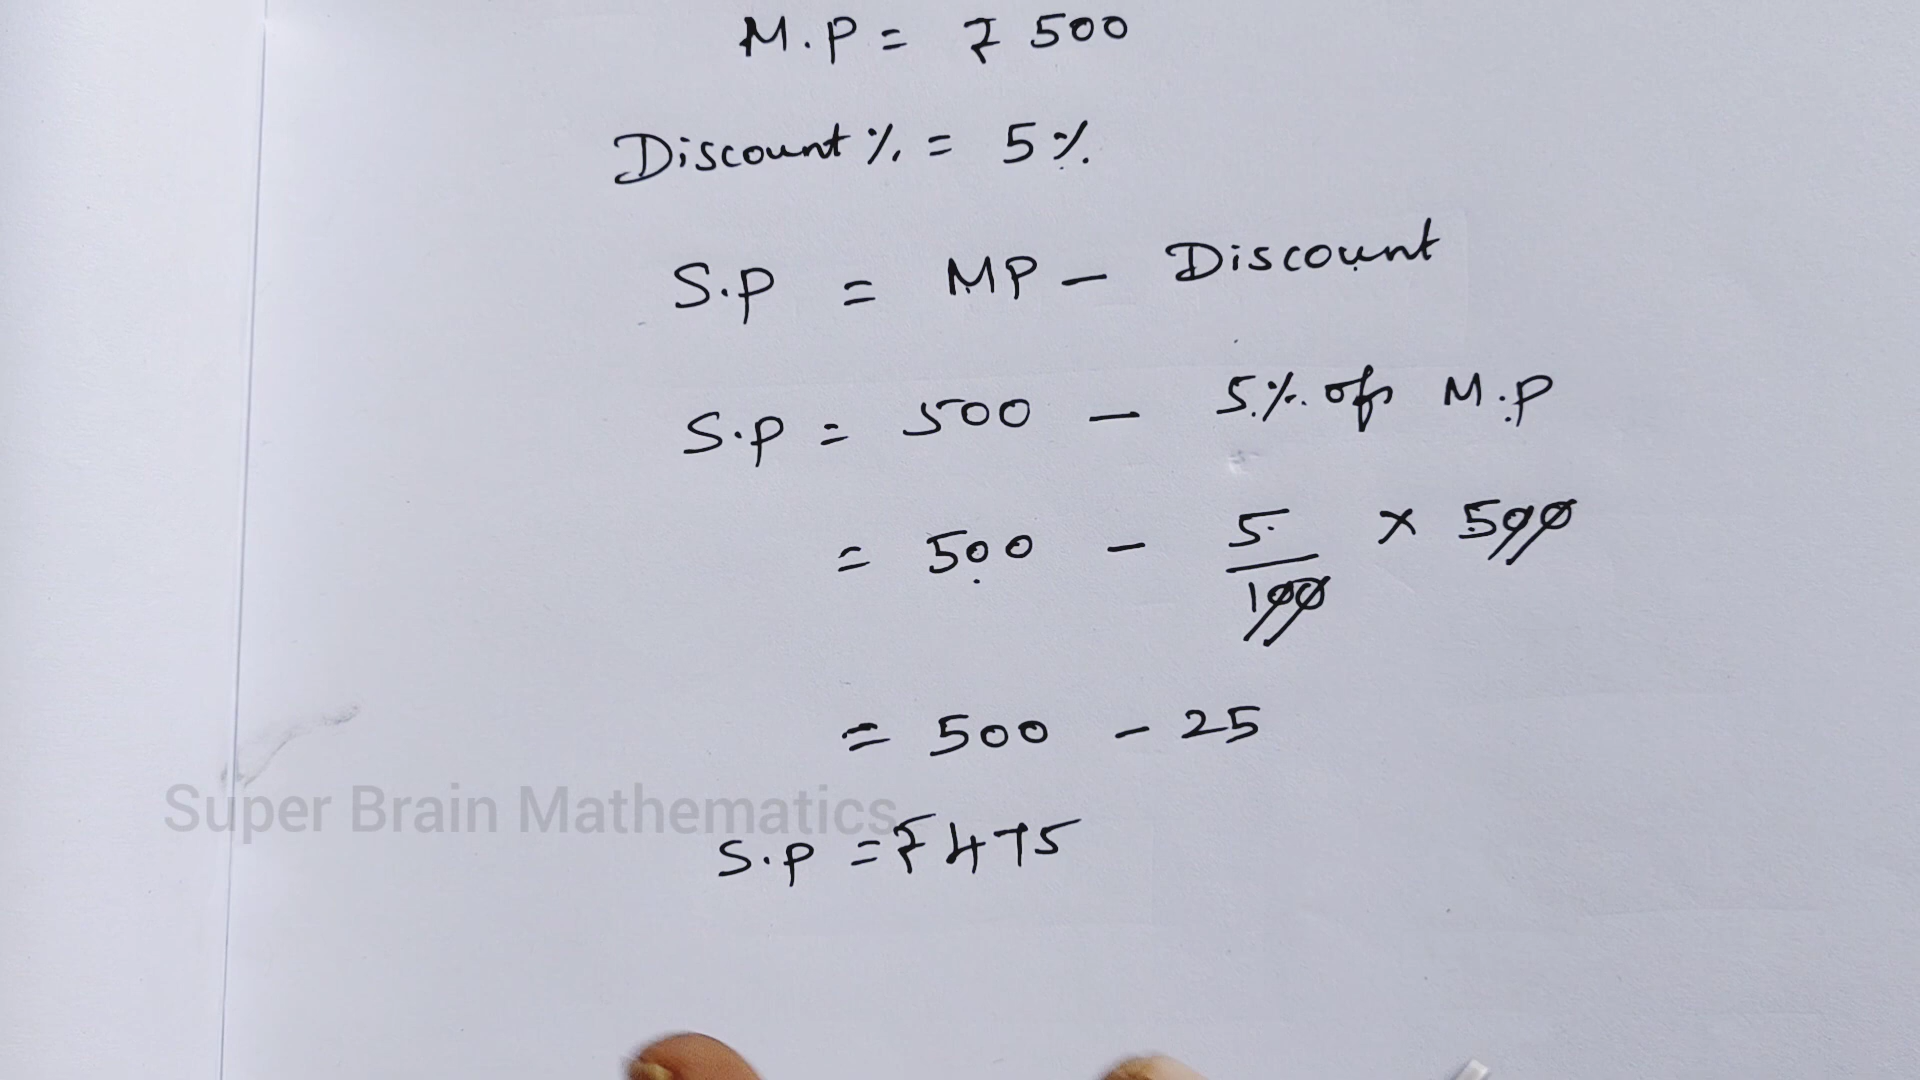 M.P = ₹ 500
Discount % = 5%
S.P = MP - Discount
S.P = 500 - 5% of M.P
= 500 - 5/100 × 500
= 500 - 25
Super Brain Mathematics
S.P = ₹ 475